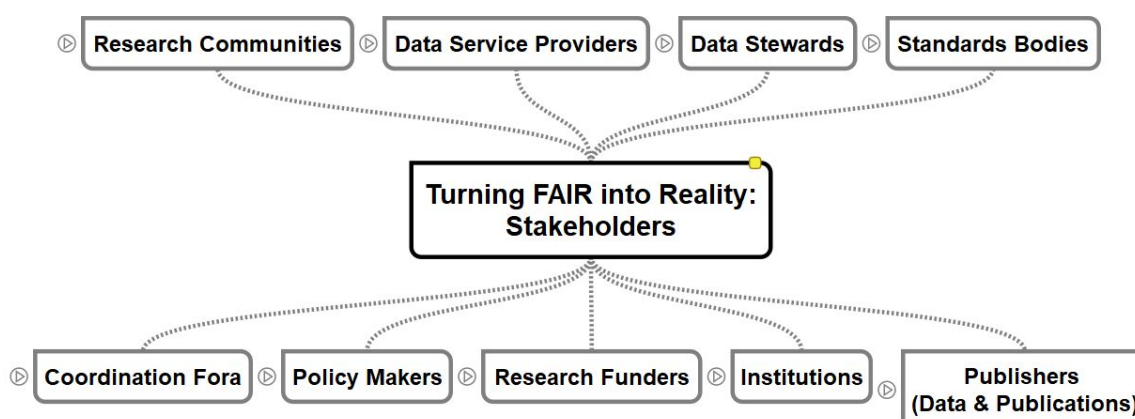 Research Communities
Data Service Providers
Data Stewards
Standards Bodies
Turning FAIR into Reality:
Stakeholders
Coordination Fora
Policy Makers
Research Funders
Institutions
Publishers
(Data & Publications)